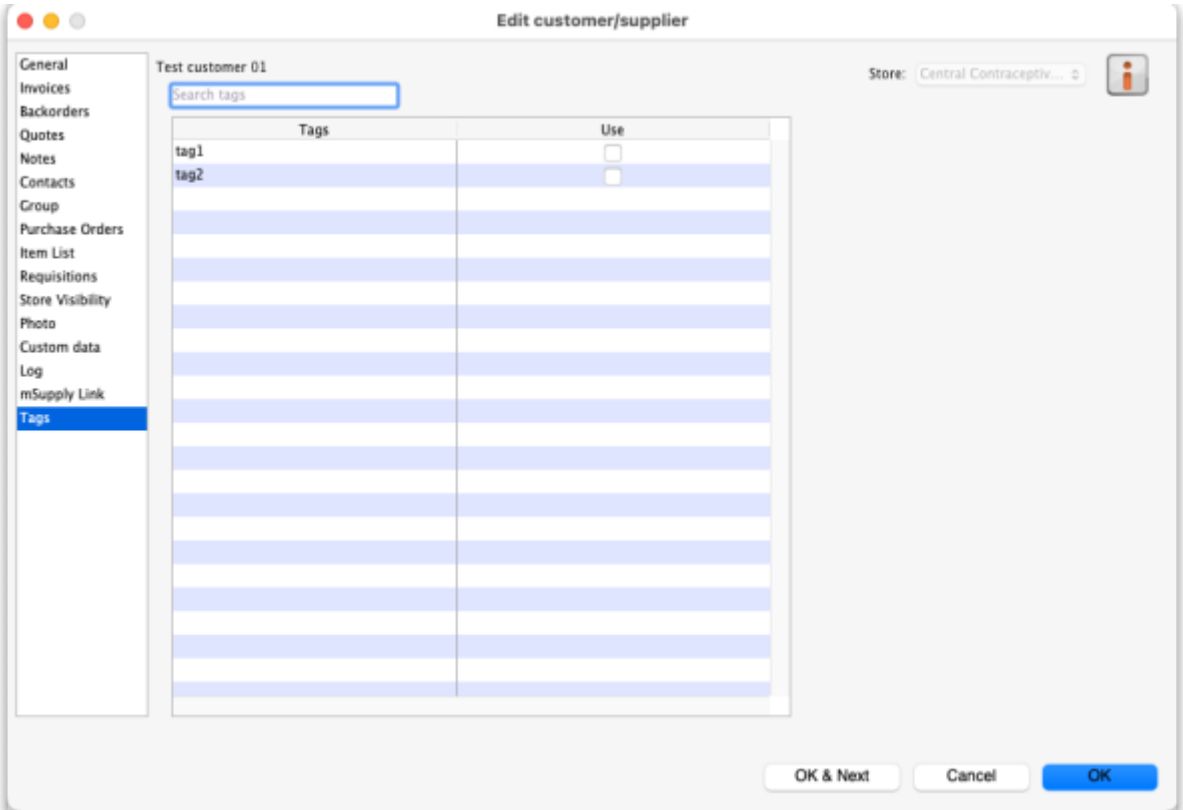 Edit customer/supplier
General
Invoices
Backorders
Quotes
Notes
Contacts
Group
Purchase Orders
Item List
Requisitions
Store Visibility
Photo
Custom data
Log
mSupply Link
Tags
Test customer 01
Store: Central Contraceptiv...
Search tags
Tags Use
tag1
tag2
OK & Next Cancel OK